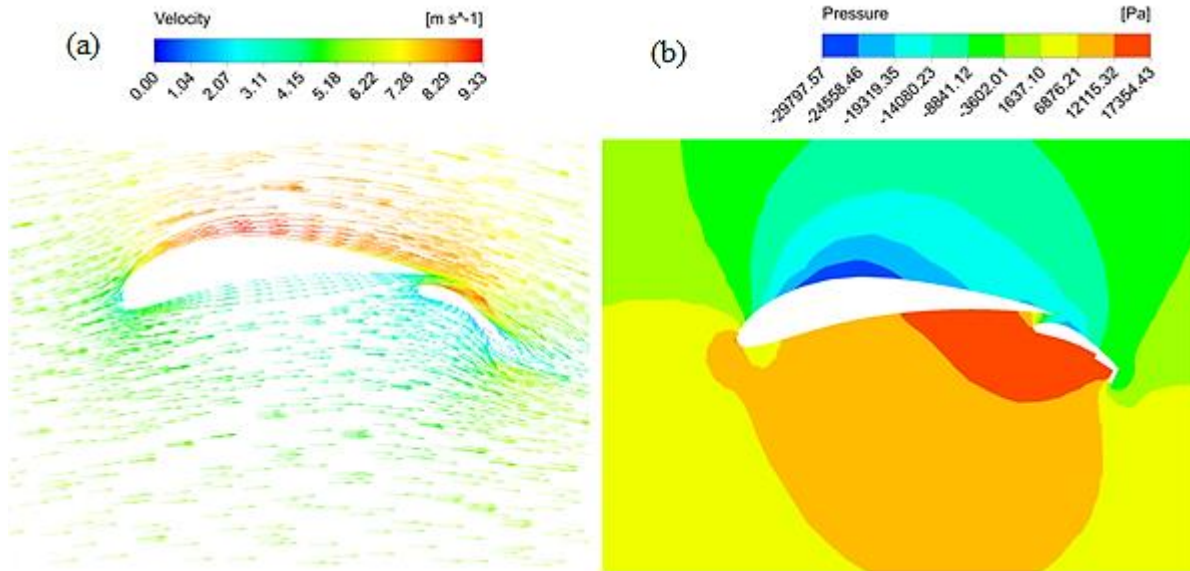 Velocity [m s^-1]
(a)
0.00 1.04 2.07 3.11 4.15 5.18 6.22 7.26 8.29 9.33
Pressure [Pa]
(b)
-29797.57 -24558.46 -19319.35 -14080.23 -8841.12 -3602.01 1637.10 6876.21 12115.32 17354.43